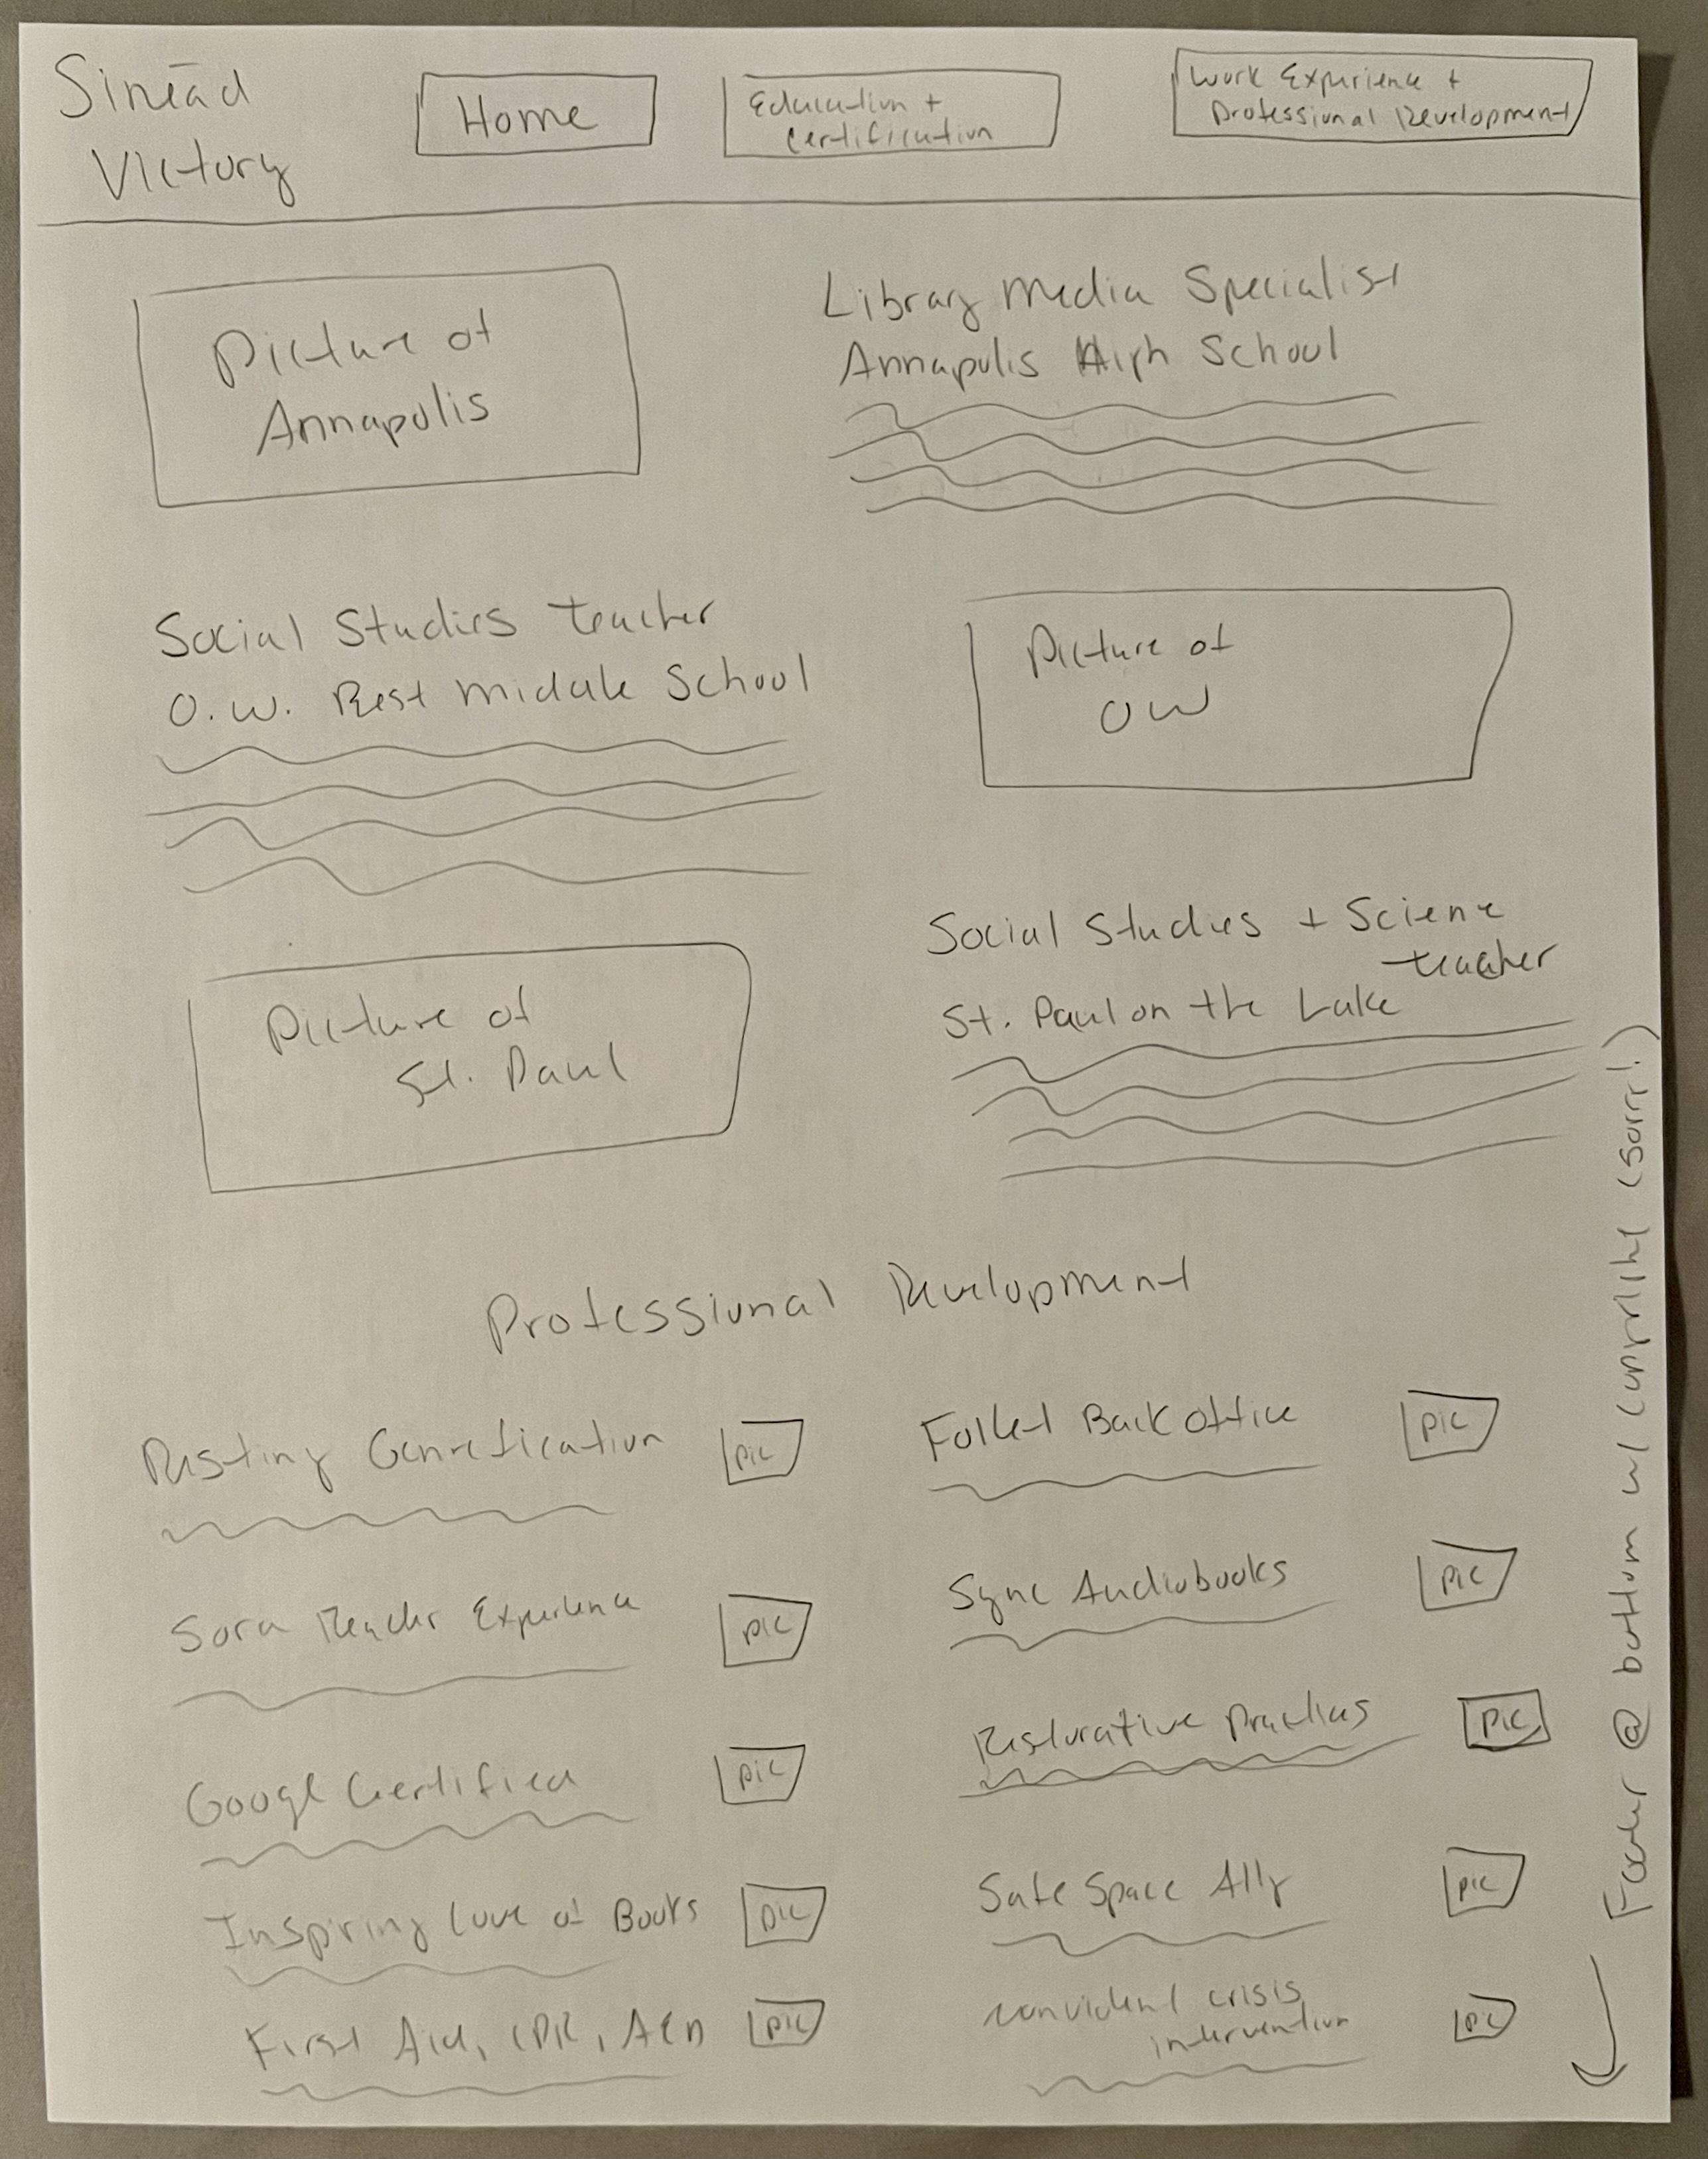 Sinéad
Victory
Home
Education +
Certification
Work Experience +
Professional Development
Picture of
Annapolis
Library Media Specialist
Annapolis High School
Social Studies teacher
O.W. Best Middle School
Picture of
OW
Picture of
St. Paul
Social Studies + Science
teacher
St. Paul on the Lake
Professional Development
Genrefication
pic
Follett Back Office
pic
Sora Reader Experience
pic
Sync Audiobooks
pic
Google Certified
pic
Restorative Practices
pic
Inspiring Love of Books
pic
Safe Space Ally
pic
First Aid, CPR, AED
pic
nonviolent crisis
intervention
pic
Footer @ bottom w/ copyright (sorry!)